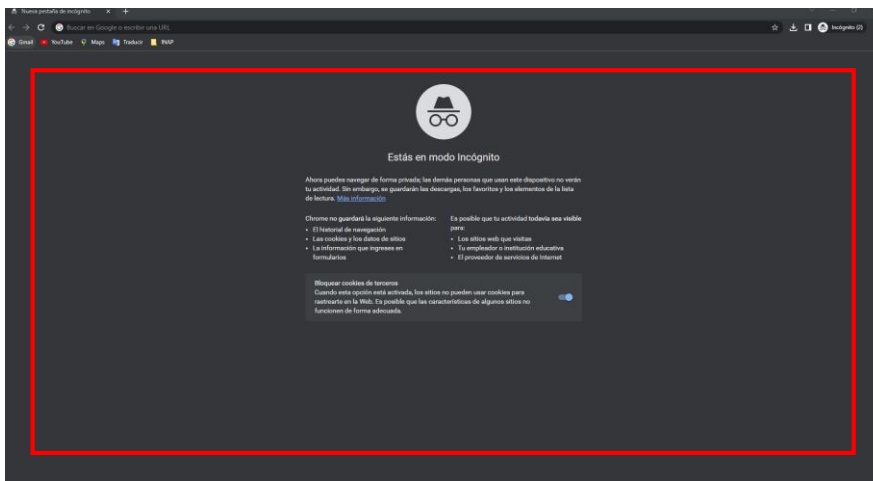 Nueva pestaña de incógnito
Buscar en Google o escribir una URL
Incógnito (2)
Gmail YouTube Maps Traducir INAP
Estás en modo Incógnito
Ahora puedes navegar de forma privada; las demás personas que usan este dispositivo no verán
tu actividad. Sin embargo, se guardarán las descargas, los favoritos y los elementos de la lista
de lectura. Más información
Chrome no guardará la siguiente información:
• El historial de navegación
• Las cookies y los datos de sitios
• La información que ingreses en
formularios
Es posible que tu actividad todavía sea visible
para:
• Los sitios web que visitas
• Tu empleador o institución educativa
• El proveedor de servicios de Internet
Bloquear cookies de terceros
Cuando esta opción está activada, los sitios no pueden usar cookies para
rastrearte en la Web. Es posible que las características de algunos sitios no
funcionen de forma adecuada.